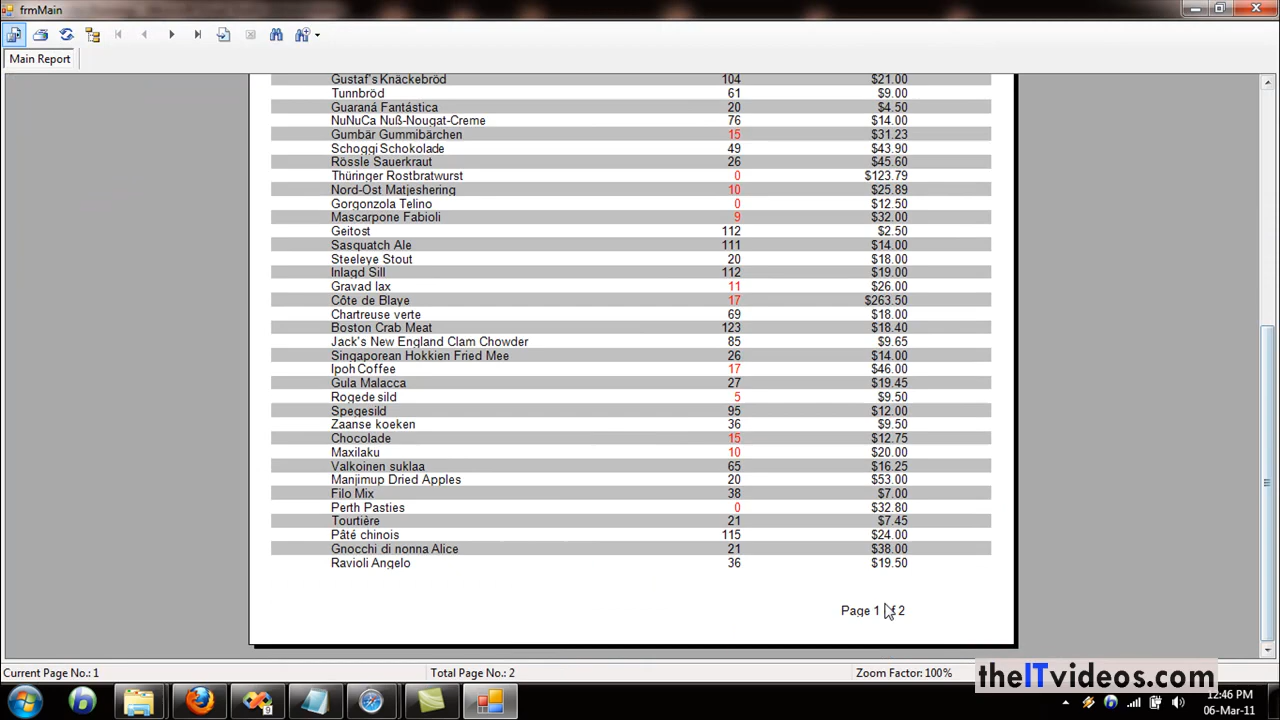 frmMain
Main Report
Gustaf's Knäckebröd 104 $21.00
Tunnbröd 61 $9.00
Guaraná Fantástica 20 $4.50
NuNuCa Nuß-Nougat-Creme 76 $14.00
Gumbär Gummibärchen 15 $31.23
Schoggi Schokolade 49 $43.90
Rössle Sauerkraut 26 $45.60
Thüringer Rostbratwurst 0 $123.79
Nord-Ost Matjeshering 10 $25.89
Gorgonzola Telino 0 $12.50
Mascarpone Fabioli 9 $32.00
Geitost 112 $2.50
Sasquatch Ale 111 $14.00
Steeleye Stout 20 $18.00
Inlagd Sill 112 $19.00
Gravad lax 11 $26.00
Côte de Blaye 17 $263.50
Chartreuse verte 69 $18.00
Boston Crab Meat 123 $18.40
Jack's New England Clam Chowder 85 $9.65
Singaporean Hokkien Fried Mee 26 $14.00
Ipoh Coffee 17 $46.00
Gula Malacca 27 $19.45
Rogede sild 5 $9.50
Spegesild 95 $12.00
Zaanse koeken 36 $9.50
Chocolade 15 $12.75
Maxilaku 10 $20.00
Valkoinen suklaa 65 $16.25
Manjimup Dried Apples 20 $53.00
Filo Mix 38 $7.00
Perth Pasties 0 $32.80
Tourtière 21 $7.45
Pâté chinois 115 $24.00
Gnocchi di nonna Alice 21 $38.00
Ravioli Angelo 36 $19.50
Page 1 of 2
Current Page No.: 1 Total Page No.: 2 Zoom Factor: 100%
theITvideos.com
9
12:46 PM
06-Mar-11